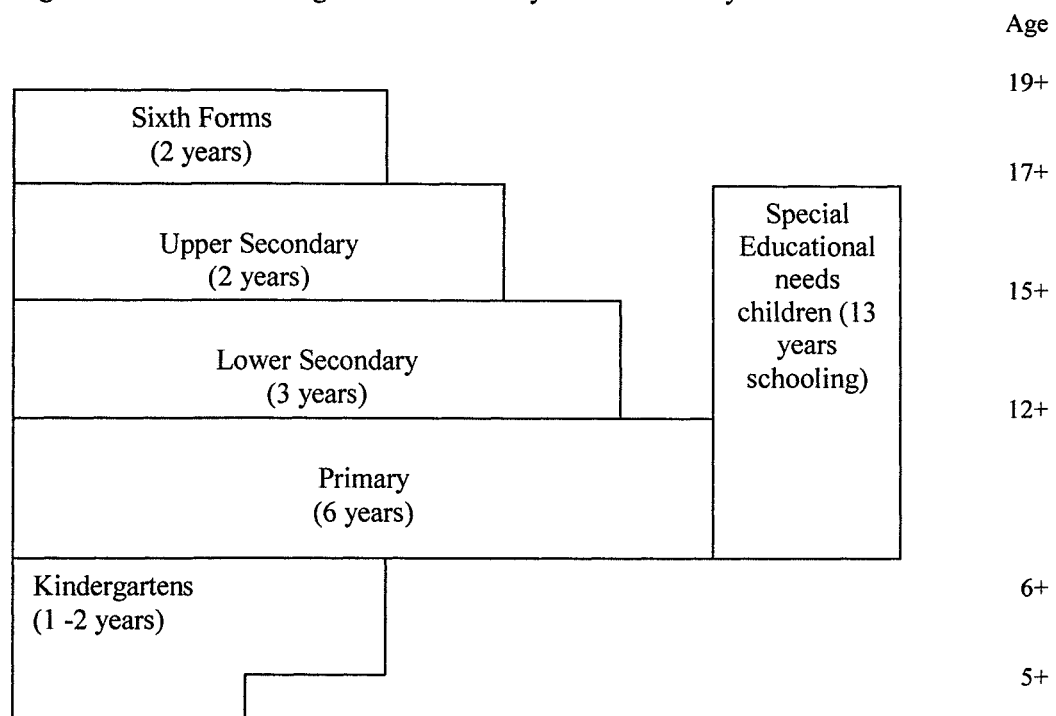 Age
19+
Sixth Forms
(2 years)
17+
Special
Educational
needs
children (13
years
schooling)
Upper Secondary
(2 years)
15+
Lower Secondary
(3 years)
12+
Primary
(6 years)
Kindergartens
(1 -2 years)
6+
5+